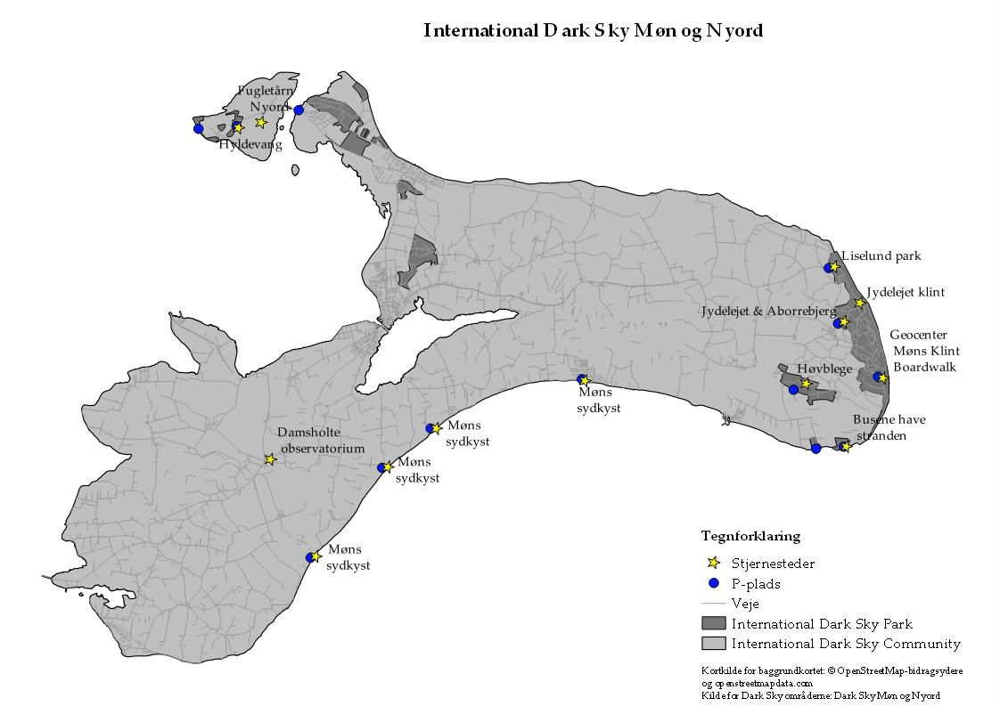 International Dark Sky Møn og Nyord
Fugletårn
Nyord
Hyldevang
Liselund park
Jydelejet klint
Jydelejet & Aborrebjerg
Geocenter
Møns Klint
Boardwalk
Høvblege
Møns
sydkyst
Busene have
stranden
Møns
sydkyst
Damsholte
observatorium
Møns
sydkyst
Møns
sydkyst
Tegnforklaring
Stjernesteder
P-plads
Veje
International Dark Sky Park
International Dark Sky Community
Kortkilde for baggrundkortet: © OpenStreetMap-bidragsydere
og openstreetmapdata.com
Kilde for Dark Sky områderne: Dark Sky Møn og Nyord